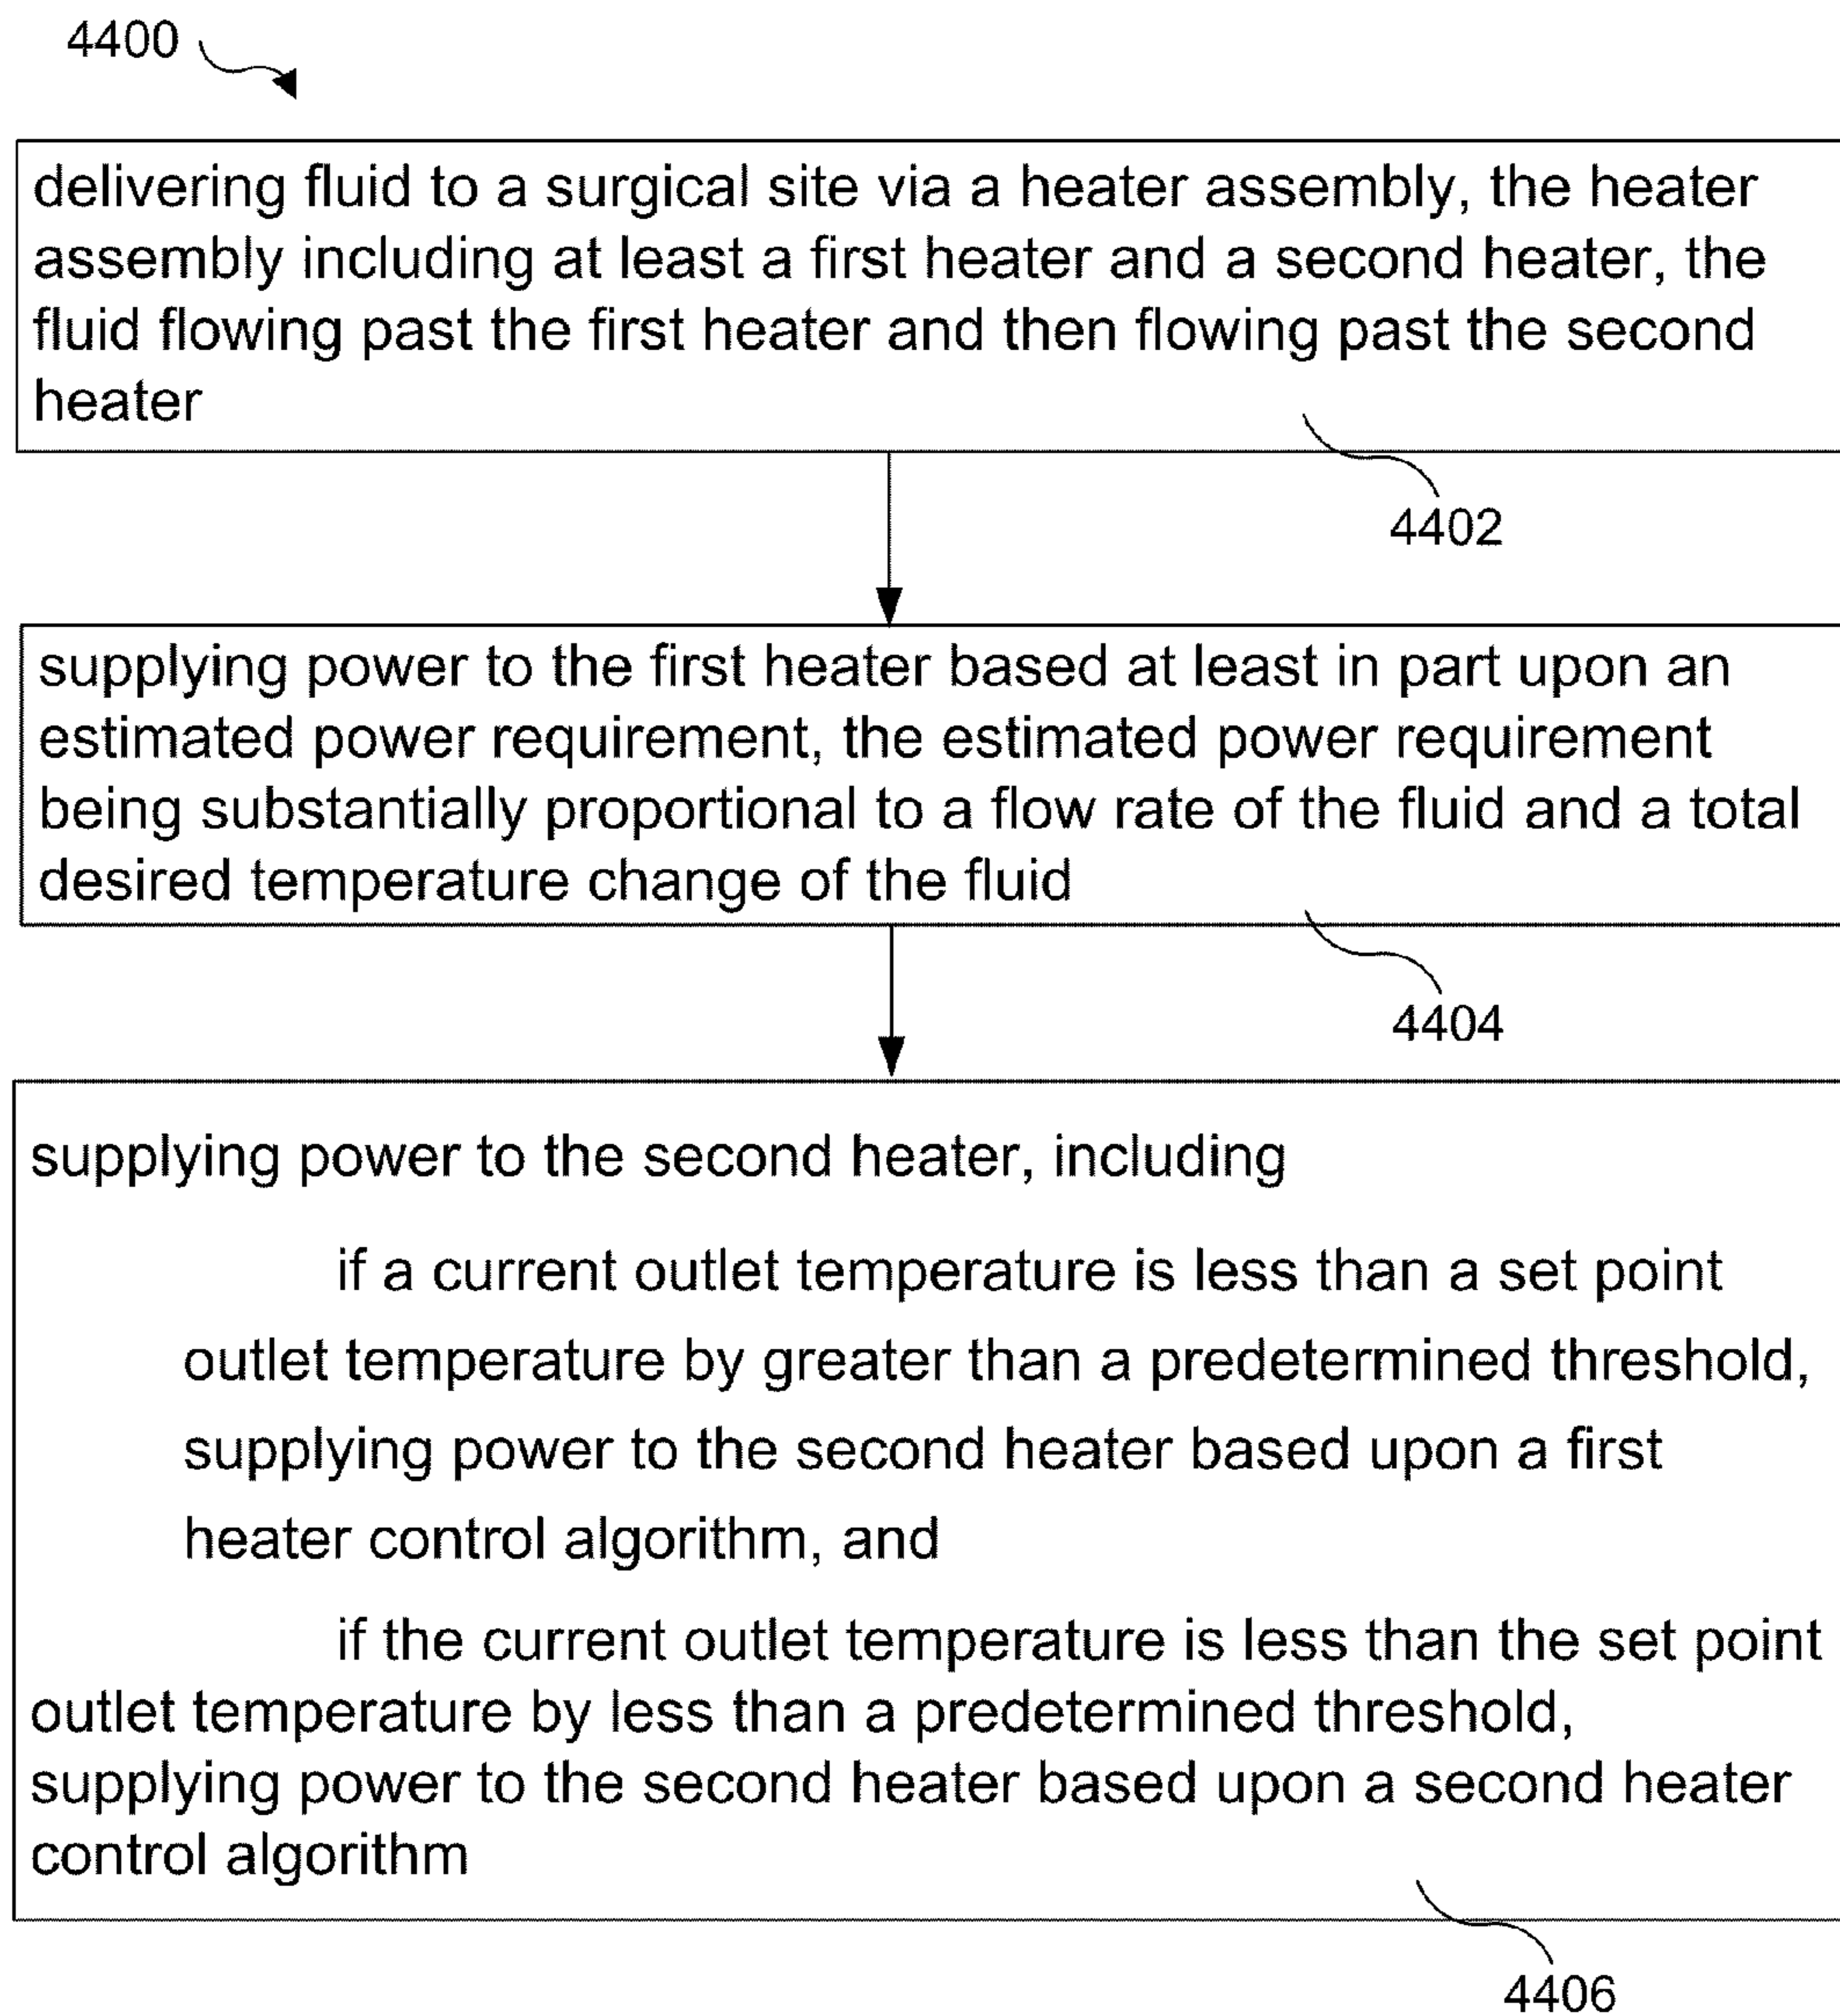 4400
delivering fluid to a surgical site via a heater assembly, the heater
assembly including at least a first heater and a second heater, the
fluid flowing past the first heater and then flowing past the second
heater
4402
supplying power to the first heater based at least in part upon an
estimated power requirement, the estimated power requirement
being substantially proportional to a flow rate of the fluid and a total
desired temperature change of the fluid
4404
supplying power to the second heater, including
if a current outlet temperature is less than a set point
outlet temperature by greater than a predetermined threshold,
supplying power to the second heater based upon a first
heater control algorithm, and
if the current outlet temperature is less than the set point
outlet temperature by less than a predetermined threshold,
supplying power to the second heater based upon a second heater
control algorithm
4406